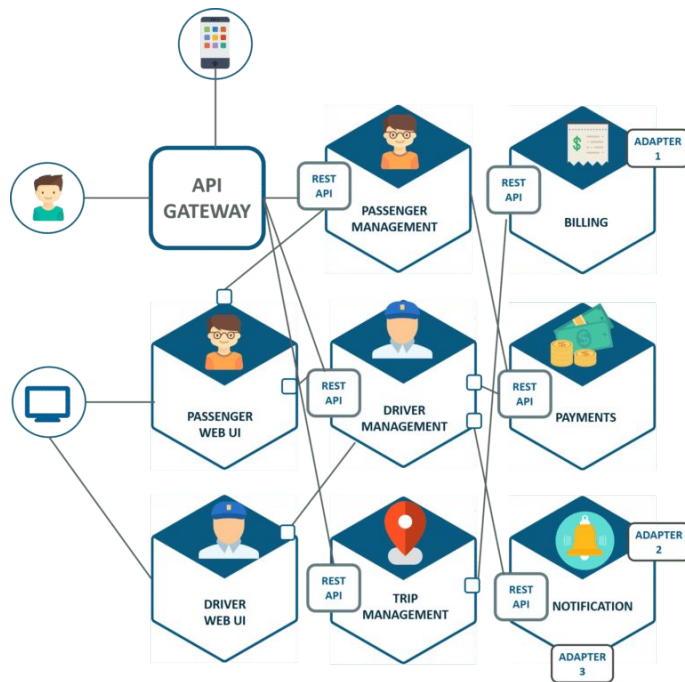 API
GATEWAY
REST
API
PASSENGER
MANAGEMENT
REST
API
BILLING
ADAPTER
1
PASSENGER
WEB UI
REST
API
DRIVER
MANAGEMENT
REST
API
PAYMENTS
DRIVER
WEB UI
REST
API
TRIP
MANAGEMENT
REST
API
NOTIFICATION
ADAPTER
2
ADAPTER
3